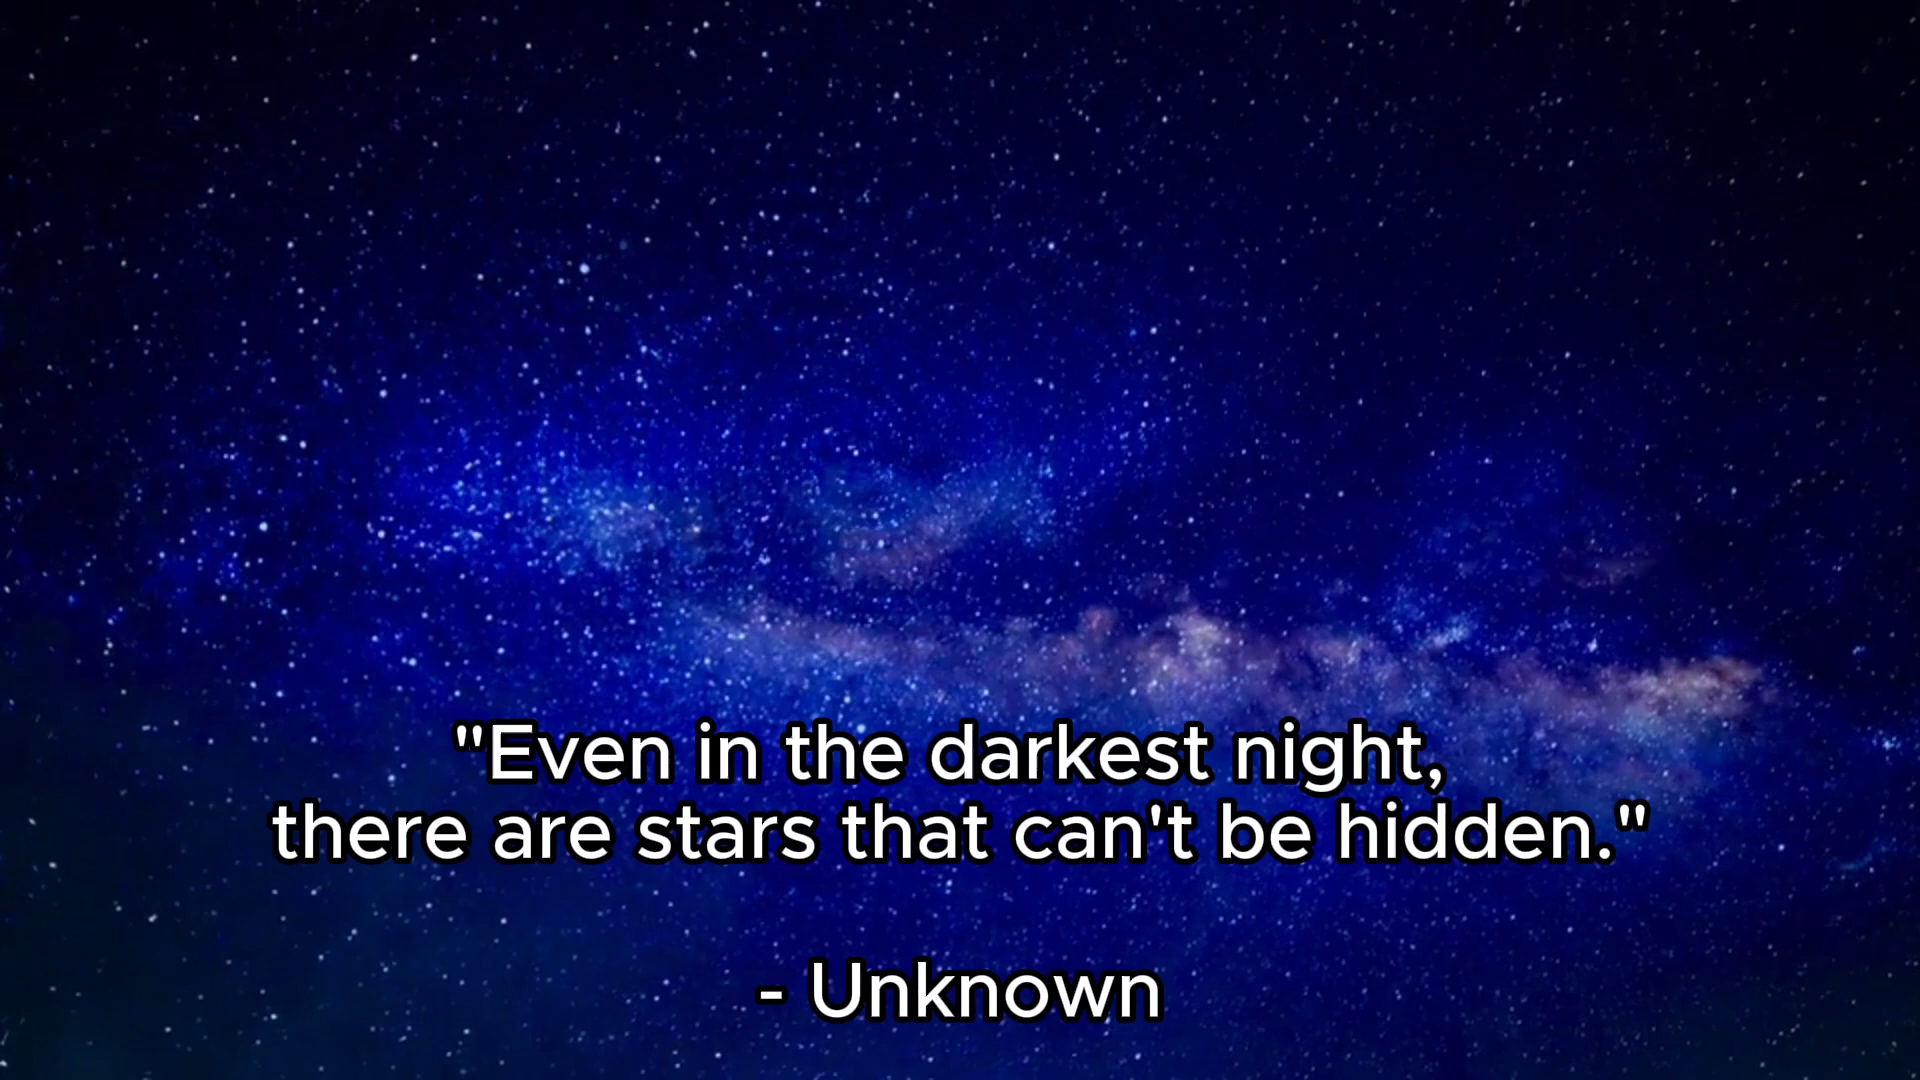 "Even in the darkest night,
there are stars that can't be hidden."
- Unknown